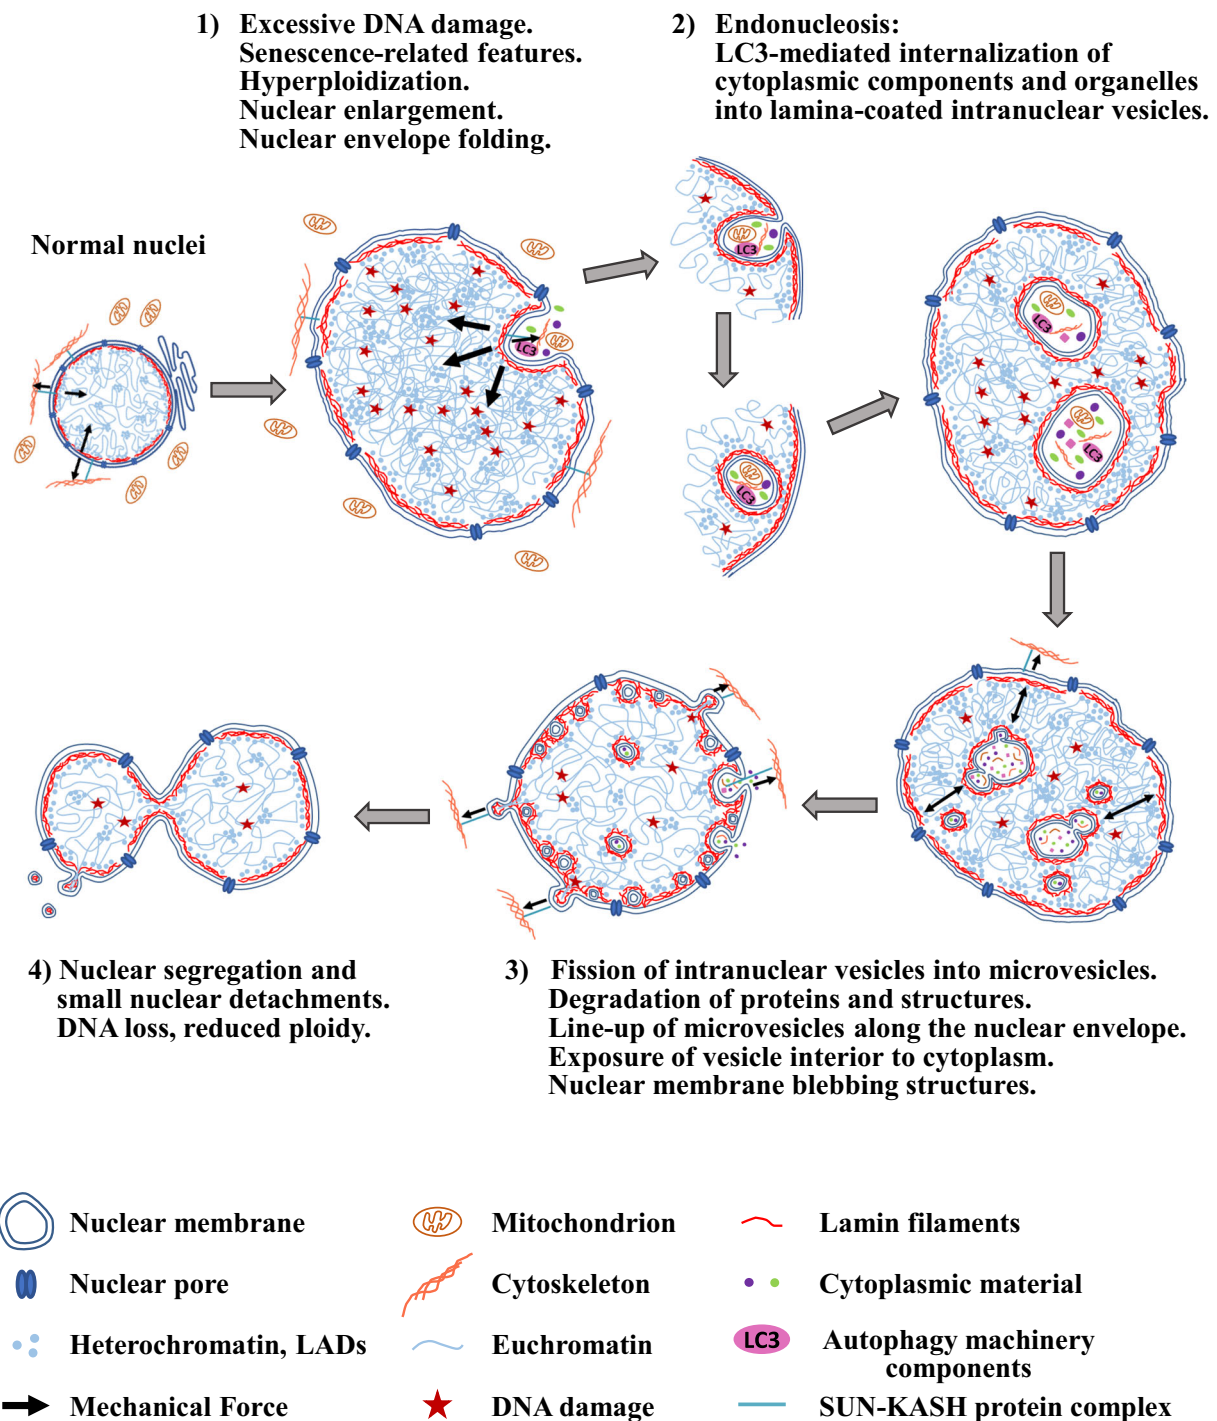 1) Excessive DNA damage.
Senescence-related features.
Hyperploidization.
Nuclear enlargement.
Nuclear envelope folding.
2) Endonucleosis:
LC3-mediated internalization of
cytoplasmic components and organelles
into lamina-coated intranuclear vesicles.
Normal nuclei
LC3
LC3
LC3
LC3
LC3
4) Nuclear segregation and
small nuclear detachments.
DNA loss, reduced ploidy.
3) Fission of intranuclear vesicles into microvesicles.
Degradation of proteins and structures.
Line-up of microvesicles along the nuclear envelope.
Exposure of vesicle interior to cytoplasm.
Nuclear membrane blebbing structures.
Nuclear membrane
Mitochondrion
Lamin filaments
Nuclear pore
Cytoskeleton
Cytoplasmic material
Heterochromatin, LADs
Euchromatin
LC3 Autophagy machinery
components
Mechanical Force
DNA damage
SUN-KASH protein complex